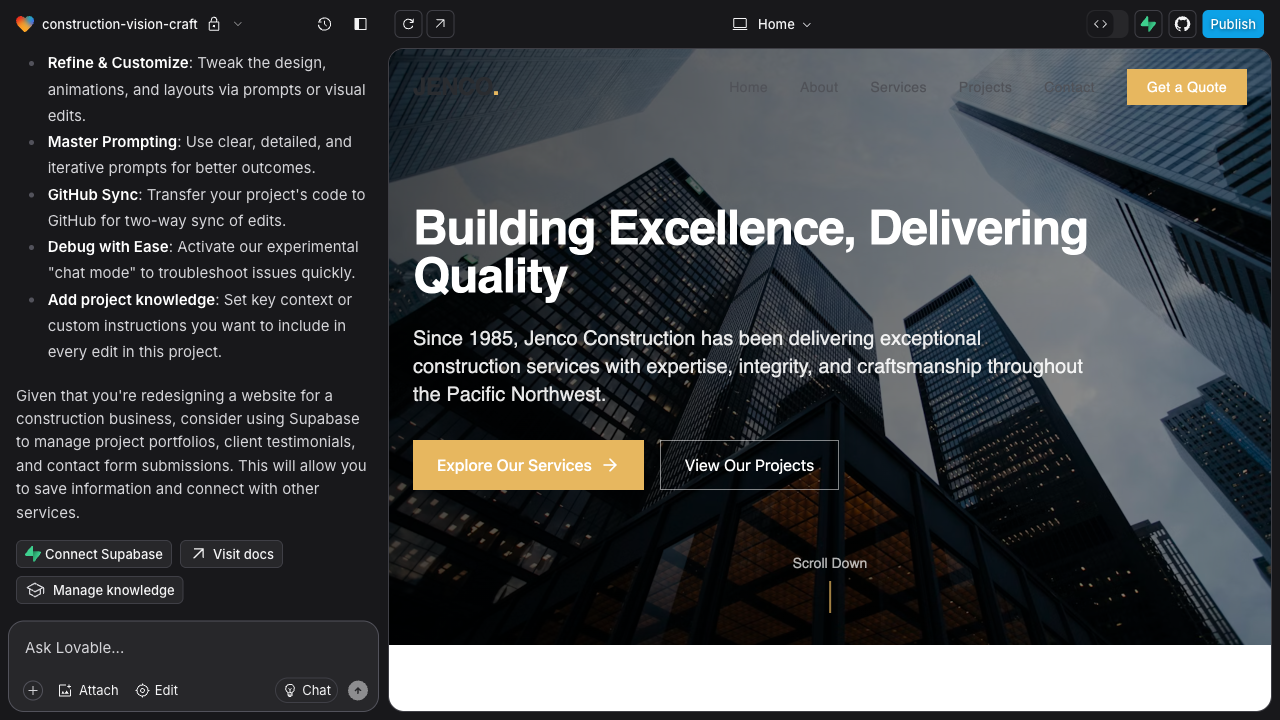 construction-vision-craft
Home
Publish
Refine & Customize: Tweak the design,
animations, and layouts via prompts or visual
edits.
Master Prompting: Use clear, detailed, and
iterative prompts for better outcomes.
GitHub Sync: Transfer your project's code to
GitHub for two-way sync of edits.
Debug with Ease: Activate our experimental
"chat mode" to troubleshoot issues quickly.
Add project knowledge: Set key context or
custom instructions you want to include in
every edit in this project.
Given that you're redesigning a website for a
construction business, consider using Supabase
to manage project portfolios, client testimonials,
and contact form submissions. This will allow you
to save information and connect with other
services.
Connect Supabase
Visit docs
Manage knowledge
Ask Lovable...
Attach
Edit
Chat
JENCO.
Home
About
Services
Projects
Contact
Get a Quote
Building Excellence, Delivering
Quality
Since 1985, Jenco Construction has been delivering exceptional
construction services with expertise, integrity, and craftsmanship throughout
the Pacific Northwest.
Explore Our Services
View Our Projects
Scroll Down